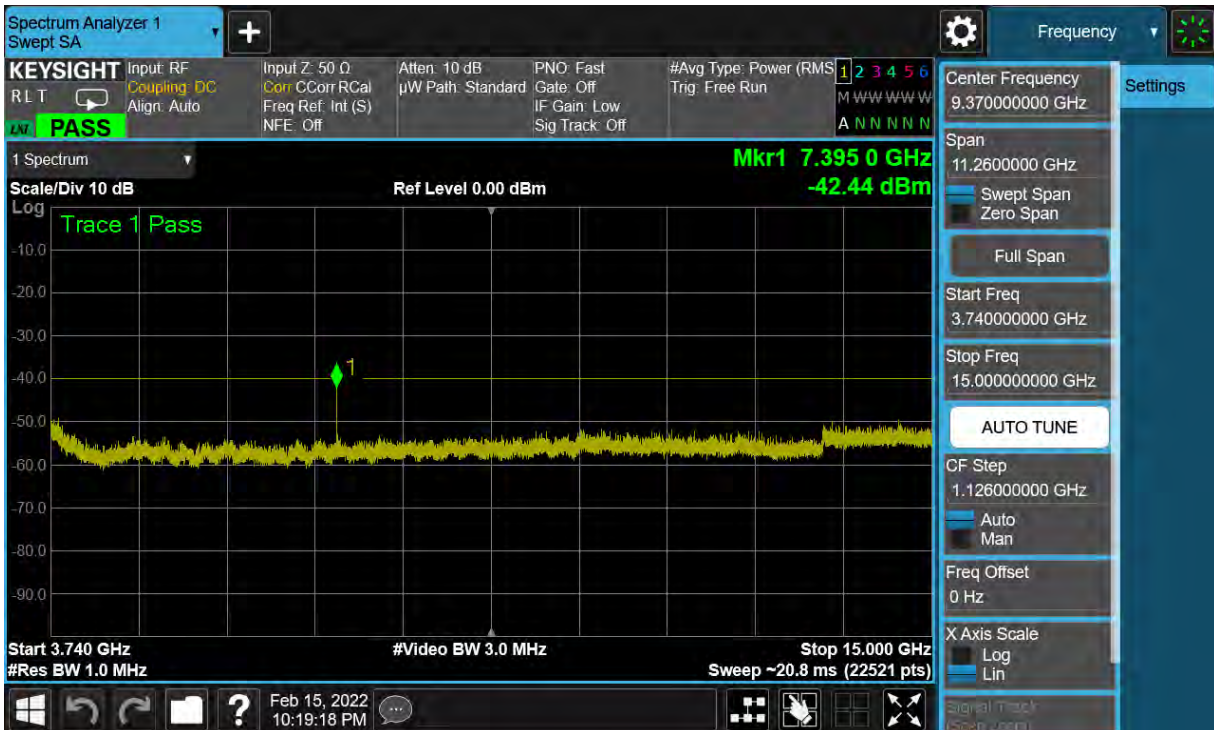 Spectrum Analyzer 1
Swept SA
Frequency
KEYSIGHT
RLT
PASS
Input: RF
Coupling: DC
Align: Auto
Input Z: 50 Ω
Corr CCorr RCal
Freq Ref: Int (S)
NFE: Off
Atten: 10 dB
µW Path: Standard
PNO: Fast
Gate: Off
IF Gain: Low
Sig Track: Off
#Avg Type: Power (RMS
Trig: Free Run
1 2 3 4 5 6
M W W W W W
A N N N N N
1 Spectrum
Mkr1 7.395 0 GHz
Scale/Div 10 dB
Ref Level 0.00 dBm
-42.44 dBm
Log
Trace 1 Pass
-10.0
-20.0
-30.0
1
-40.0
-50.0
-60.0
-70.0
-80.0
-90.0
Start 3.740 GHz
#Video BW 3.0 MHz
Stop 15.000 GHz
#Res BW 1.0 MHz
Sweep ~20.8 ms (22521 pts)
Center Frequency
9.370000000 GHz
Settings
Span
11.2600000 GHz
Swept Span
Zero Span
Full Span
Start Freq
3.740000000 GHz
Stop Freq
15.000000000 GHz
AUTO TUNE
CF Step
1.126000000 GHz
Auto
Man
Freq Offset
0 Hz
X Axis Scale
Log
Lin
Signal Track
Feb 15, 2022
10:19:18 PM